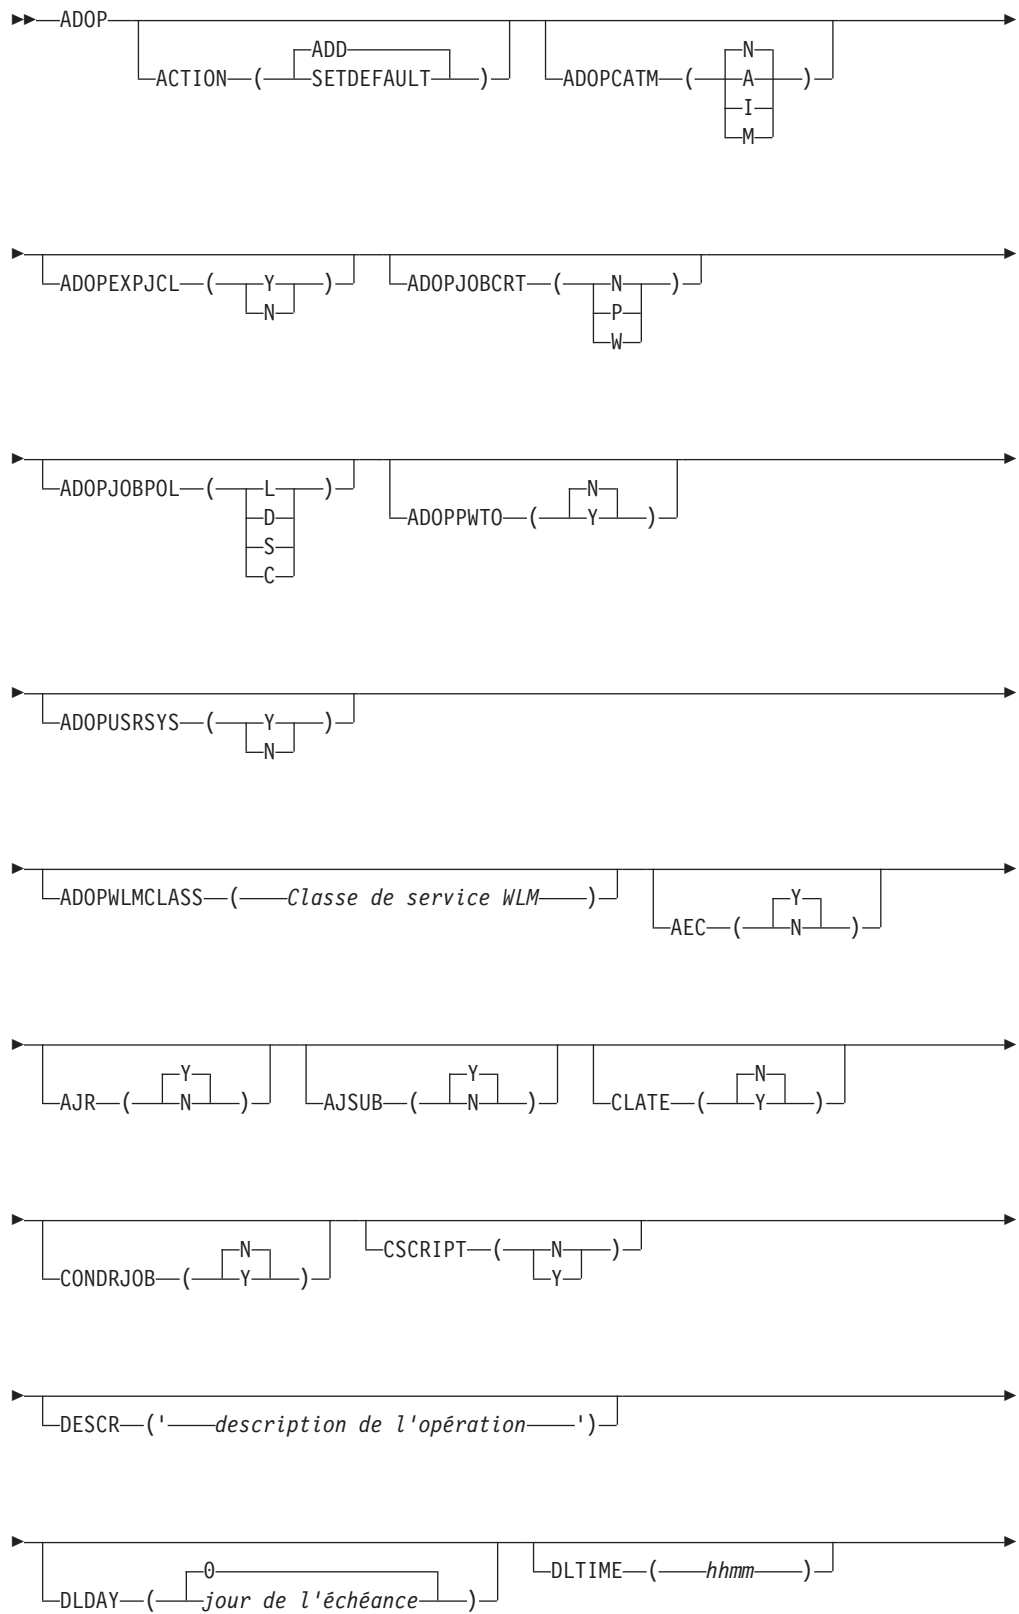 ADOP
ADD N
ACTION ( SETDEFAULT ) ADOPCATM ( A )
I
M
ADOPEXPJCL ( Y ) ADOPJOBCRT ( N )
N P
W
ADOPJOBPOL ( L ) N
D ADOPPWTO ( Y )
S
C
ADOPUSRSYS ( Y )
N
ADOPWLMCLASS ( Classe de service WLM ) Y
AEC ( N )
Y Y N
AJR ( N ) AJSUB ( N ) CLATE ( Y )
N CSCRIPT ( N )
CONDRJOB ( Y ) Y
DESCR (' description de l'opération ')
0 DLTIME ( hhmm )
DLDAY ( jour de l'échéance )